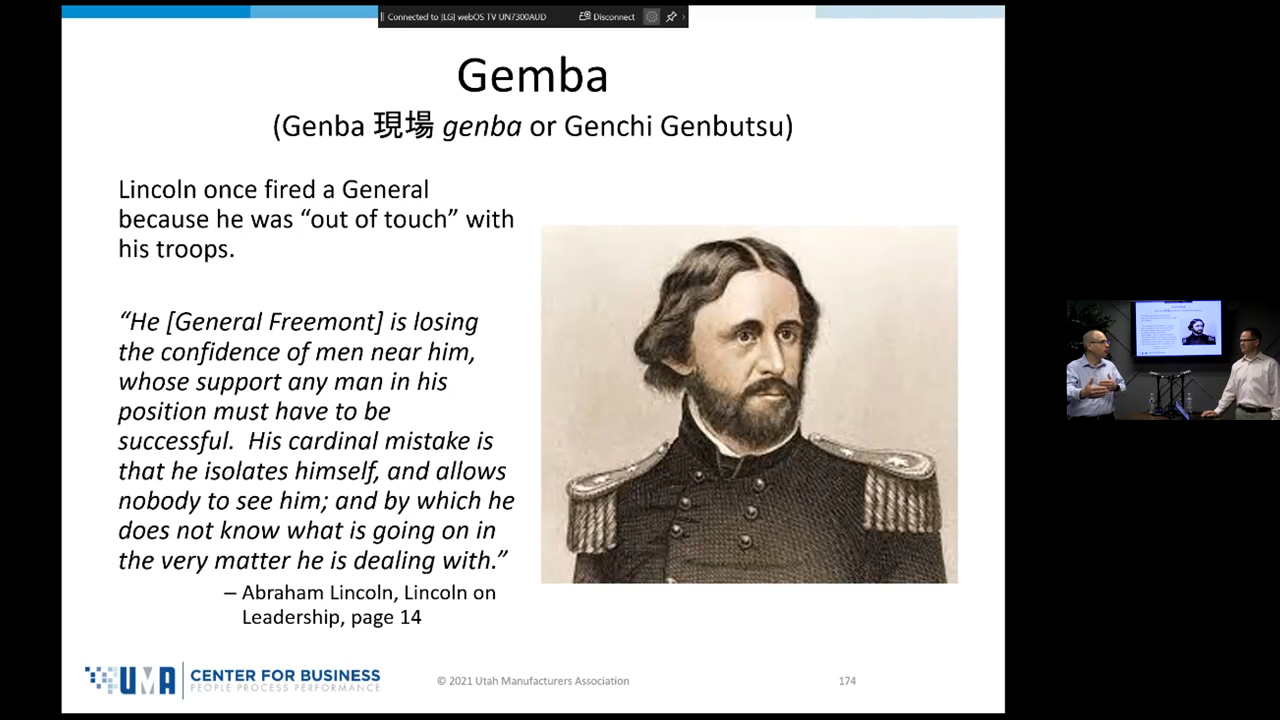 Connected to [LG] webOS TV UN7300AUD
Disconnect
Gemba
(Genba 現場 genba or Genchi Genbutsu)
Lincoln once fired a General
because he was “out of touch” with
his troops.
“He [General Freemont] is losing
the confidence of men near him,
whose support any man in his
position must have to be
successful.  His cardinal mistake is
that he isolates himself, and allows
nobody to see him; and by which he
does not know what is going on in
the very matter he is dealing with.”
– Abraham Lincoln, Lincoln on
Leadership, page 14
UMA
CENTER FOR BUSINESS
PEOPLE PROCESS PERFORMANCE
© 2021 Utah Manufacturers Association
174